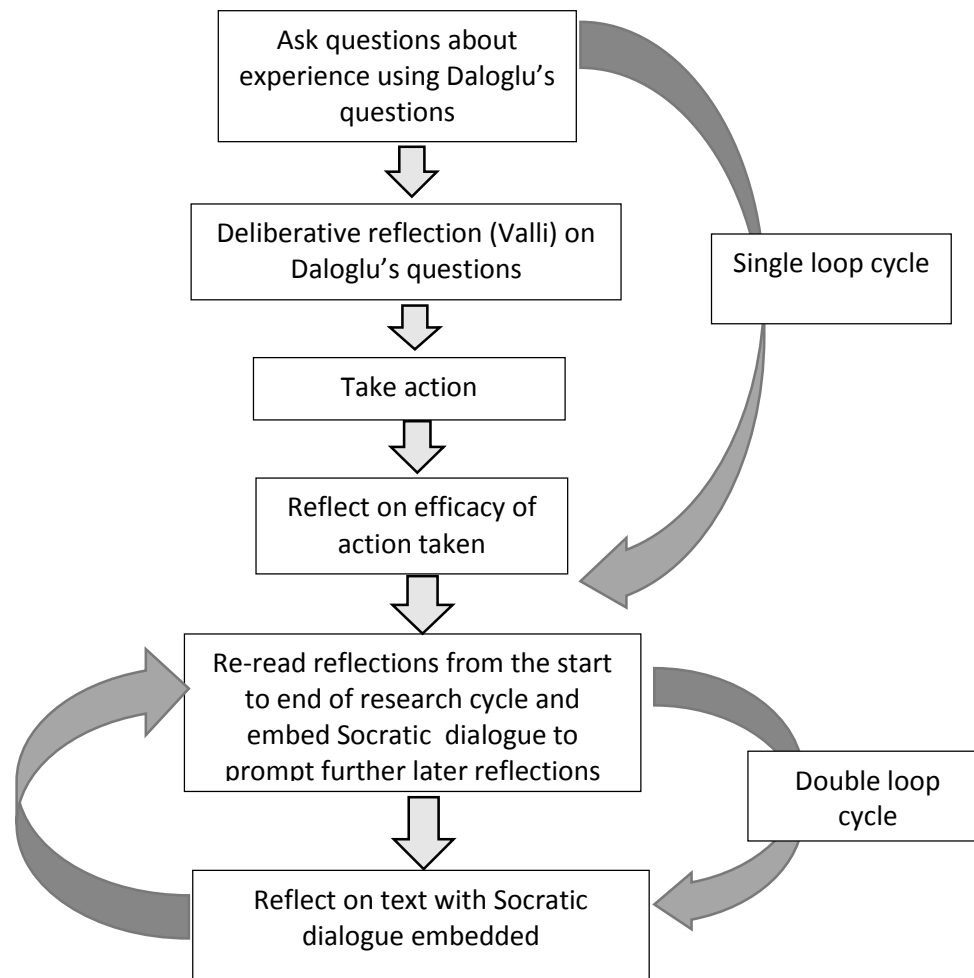 Ask questions about
experience using Daloglu’s
questions
Deliberative reflection (Valli) on
Daloglu’s questions
Single loop cycle
Take action
Reflect on efficacy of
action taken
Re-read reflections from the start
to end of research cycle and
embed Socratic dialogue to
prompt further later reflections
Double loop
cycle
Reflect on text with Socratic
dialogue embedded